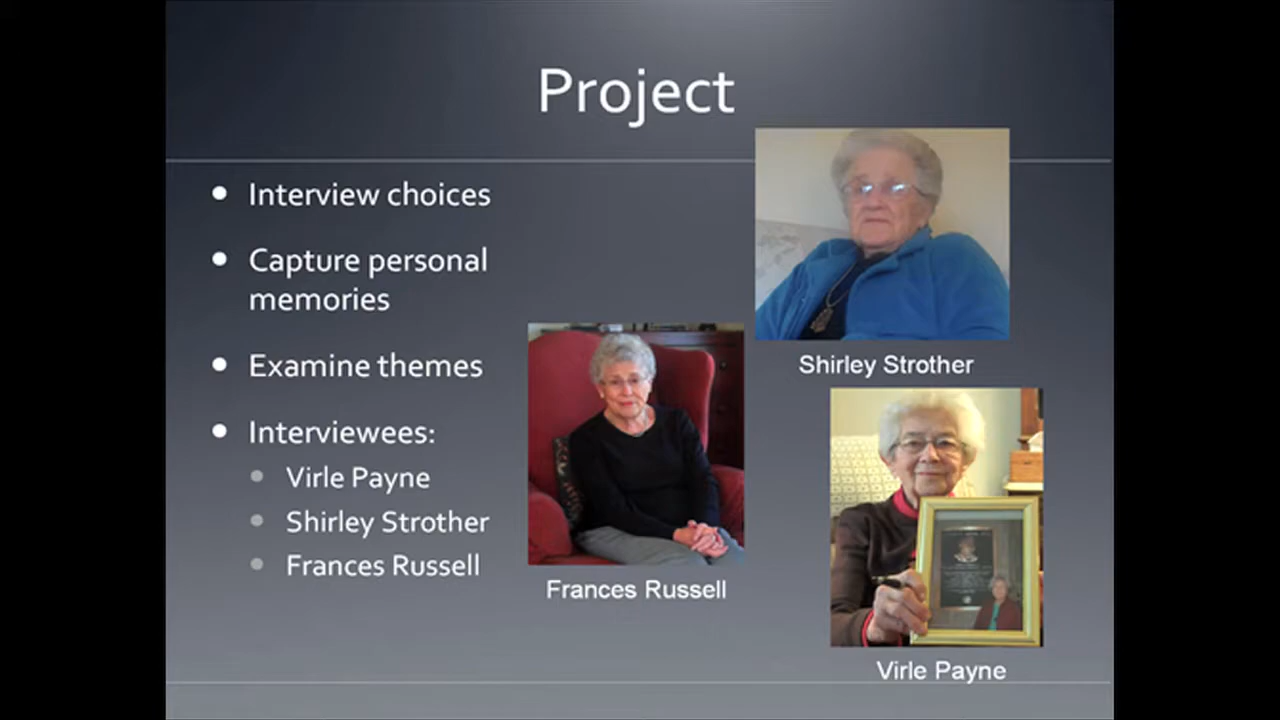 Project
Interview choices
Capture personal
memories
Examine themes
Interviewees:
Virle Payne
Shirley Strother
Frances Russell
Shirley Strother
Frances Russell
Virle Payne